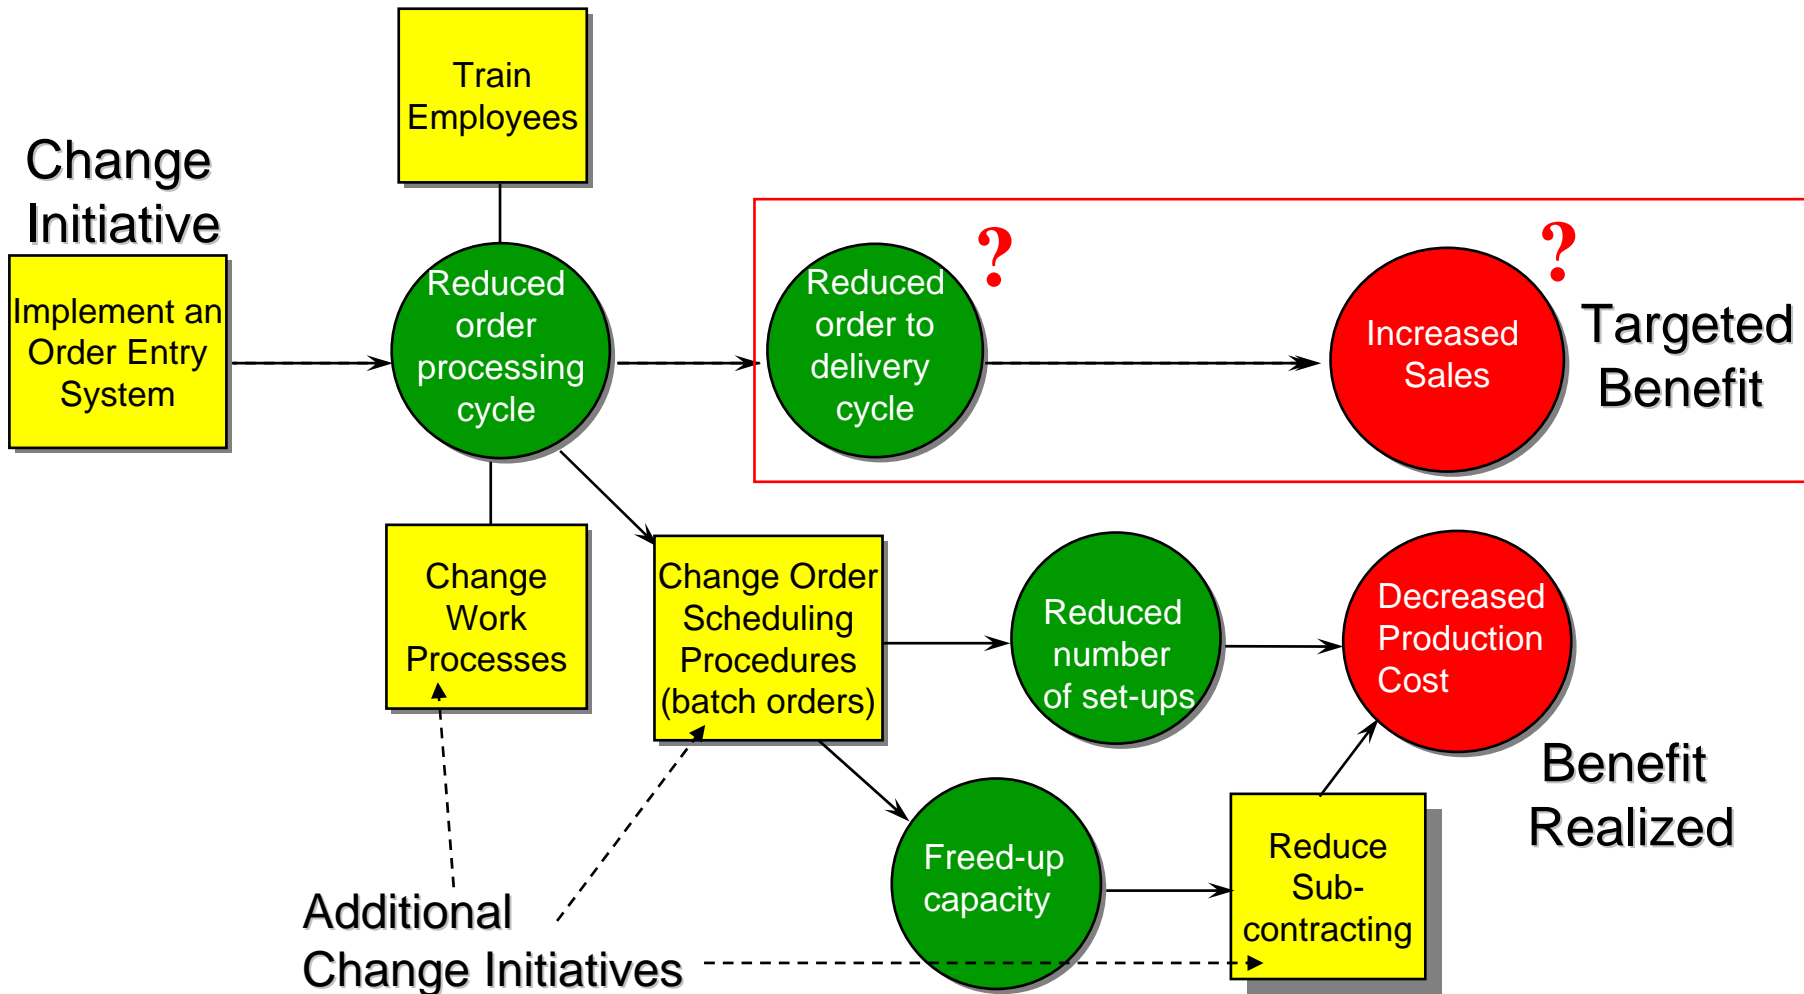 Train
Employees
Change
Initiative
Implement an
Order Entry
System
Reduced
order
processing
cycle
Reduced
order to
delivery
cycle
?
Increased
Sales
?
Targeted
Benefit
Change
Work
Processes
Change Order
Scheduling
Procedures
(batch orders)
Reduced
number
of set-ups
Decreased
Production
Cost
Benefit
Realized
Freed-up
capacity
Reduce
Sub-
contracting
Additional
Change Initiatives